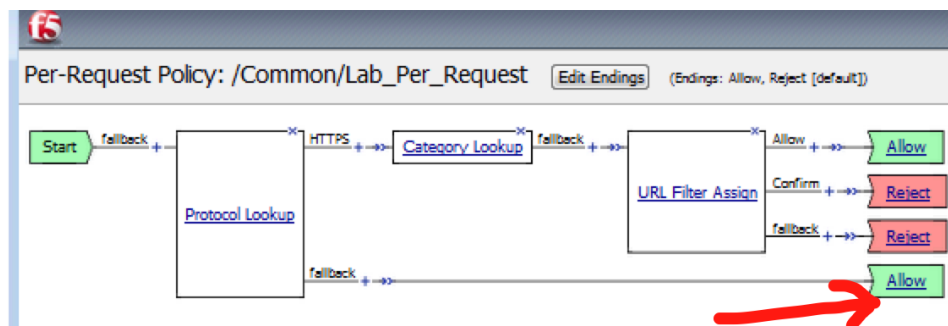 f5
Per-Request Policy: /Common/Lab_Per_Request Edit Endings (Endings: Allow, Reject [default])
Start fallback + HTTPS + Category Lookup fallback + Allow + Allow
Protocol Lookup URL Filter Assign Confirm + Reject
fallback + Reject
fallback + Allow